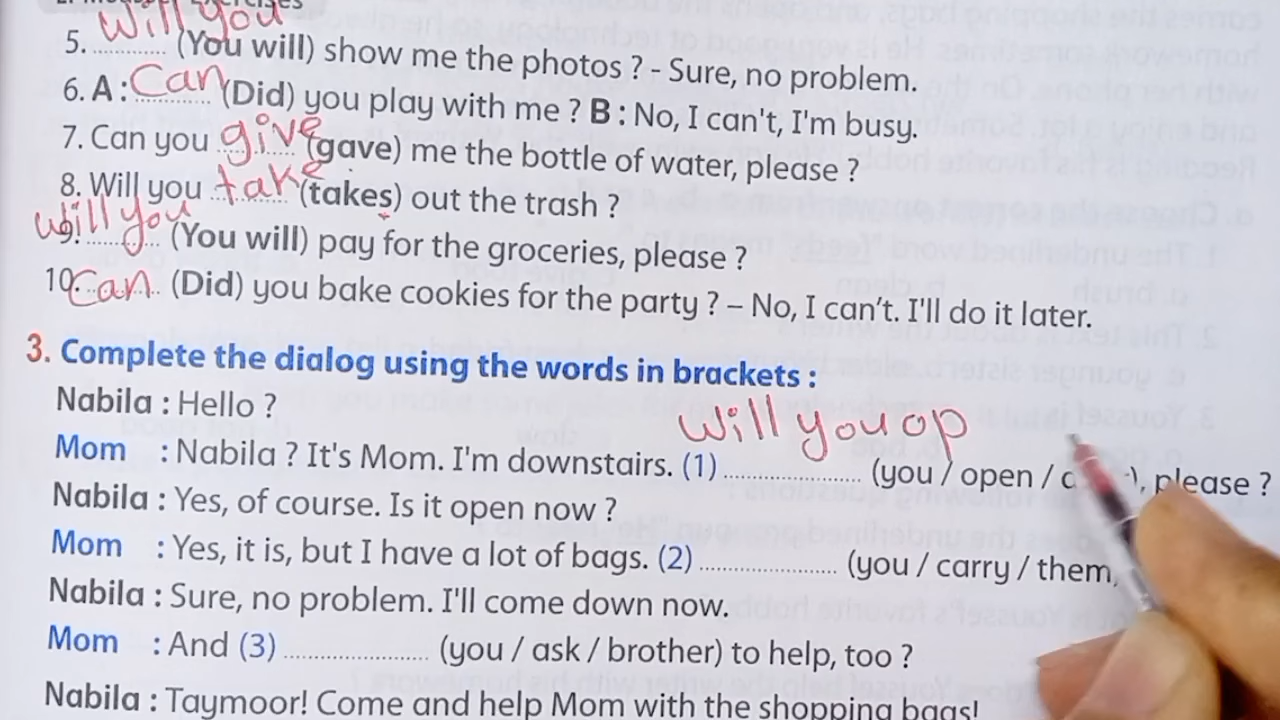 will you
5. ............ (You will) show me the photos ? - Sure, no problem.
6. A : Can (Did) you play with me ? B : No, I can't, I'm busy.
7. Can you give (gave) me the bottle of water, please ?
8. Will you take (takes) out the trash ?
will you
9. ............ (You will) pay for the groceries, please ?
10. Can (Did) you bake cookies for the party ? – No, I can't. I'll do it later.
3. Complete the dialog using the words in brackets :
Nabila : Hello ?
will you op
Mom : Nabila ? It's Mom. I'm downstairs. (1) .................... (you / open / please ?
Nabila : Yes, of course. Is it open now ?
Mom : Yes, it is, but I have a lot of bags. (2) .................... (you / carry / them,
Nabila : Sure, no problem. I'll come down now.
Mom : And (3) .................... (you / ask / brother) to help, too ?
Nabila : Taymoor! Come and help Mom with the shopping bags!